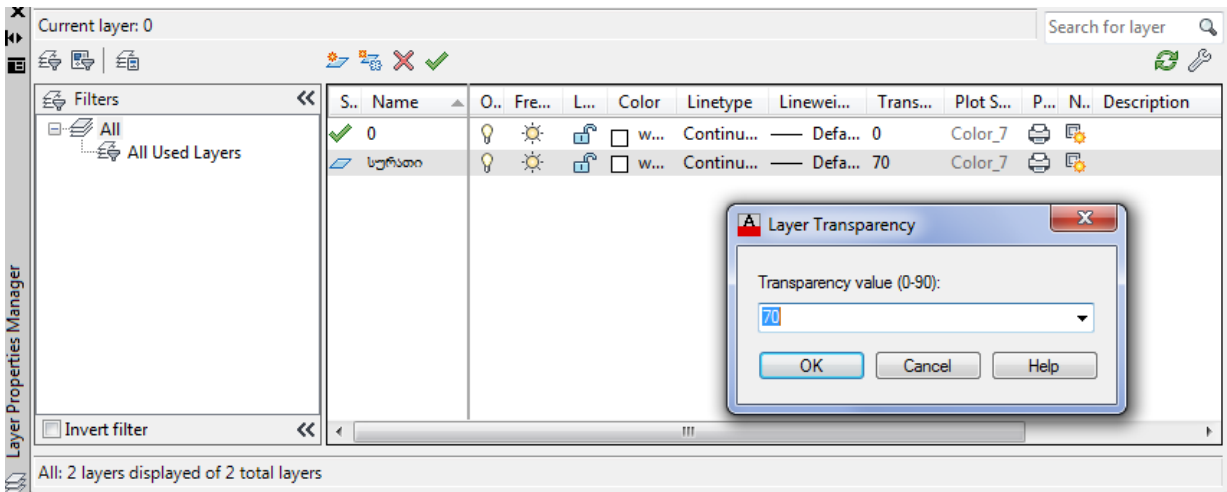 Current layer: 0
Search for layer
Filters
S.. Name O.. Fre... L... Color Linetype Linewei... Trans... Plot S... P... N.. Description
All
0 w... Continu... Defa... 0 Color_7
All Used Layers
სურათი w... Continu... Defa... 70 Color_7
Layer Transparency
Transparency value (0-90):
70
OK Cancel Help
Invert filter
All: 2 layers displayed of 2 total layers
Layer Properties Manager